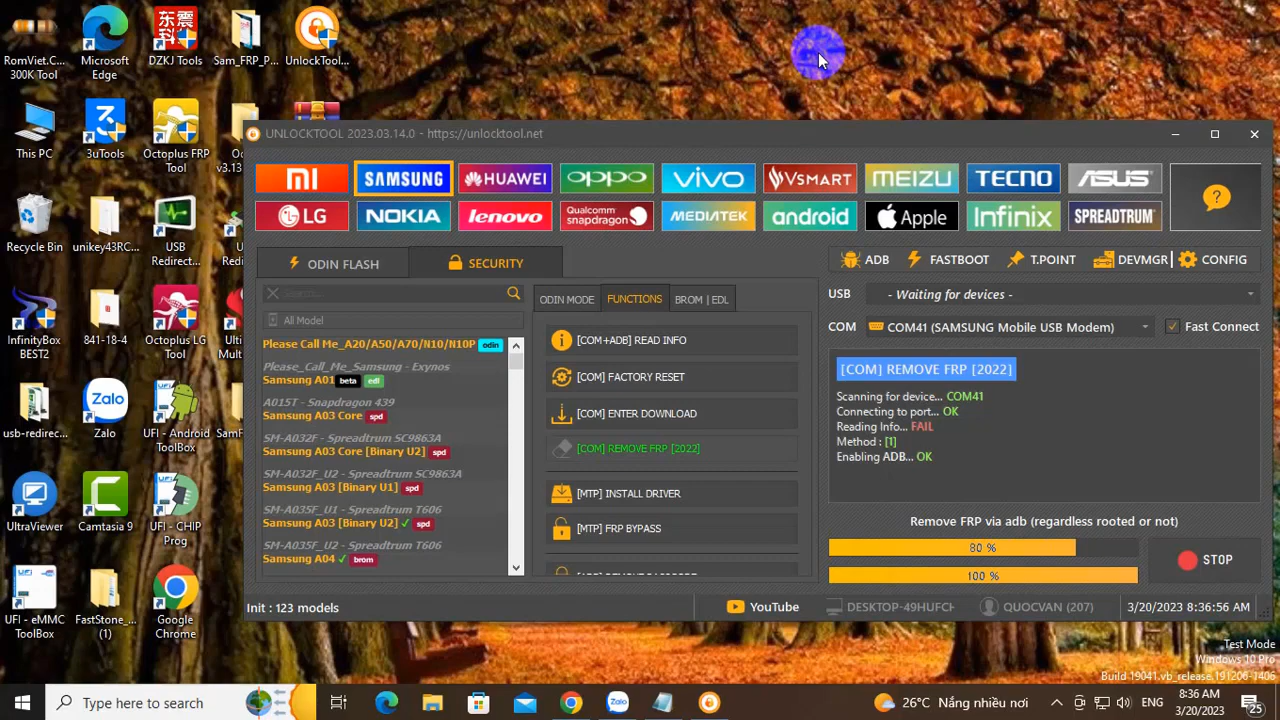 RomViet.C...
300K Tool
Microsoft
Edge
DZKJ Tools
Sam_FRP_P...
UnlockTool...
This PC
3uTools
Octoplus FRP
Tool
v3.13
Recycle Bin
unikey43RC...
USB
Redirect...
InfinityBox
BEST2
841-18-4
Octoplus LG
Tool
usb-redirec...
Zalo
UFI - Android
ToolBox
UltraViewer
Camtasia 9
UFI - CHIP
Prog
UFI - eMMC
ToolBox
FastStone_...
(1)
Google
Chrome
UNLOCKTOOL 2023.03.14.0 - https://unlocktool.net
SAMSUNG
HUAWEI
oppo
vivo
VSMART
MEIZU
TECNO
ASUS
?
LG
NOKIA
lenovo
Qualcomm
snapdragon
MEDIATEK
android
Apple
Infinix
SPREADTRUM
ODIN FLASH
SECURITY
ADB
FASTBOOT
T.POINT
DEVMGR
CONFIG
Search...
ODIN MODE
FUNCTIONS
BROM | EDL
USB
- Waiting for devices -
COM
COM41 (SAMSUNG Mobile USB Modem)
Fast Connect
All Model
Please Call Me_A20/A50/A70/N10/N10P odin
Please_Call_Me_Samsung - Exynos
Samsung A01 beta edl
A015T - Snapdragon 439
Samsung A03 Core spd
SM-A032F - Spreadtrum SC9863A
Samsung A03 Core [Binary U2] spd
SM-A032F_U2 - Spreadtrum SC9863A
Samsung A03 [Binary U1] spd
SM-A035F_U1 - Spreadtrum T606
Samsung A03 [Binary U2] ✓ spd
SM-A035F_U2 - Spreadtrum T606
Samsung A04 ✓ brom
[COM+ADB] READ INFO
[COM] FACTORY RESET
[COM] ENTER DOWNLOAD
[COM] REMOVE FRP [2022]
[MTP] INSTALL DRIVER
[MTP] FRP BYPASS
[COM] REMOVE FRP [2022]
Scanning for device... COM41
Connecting to port... OK
Reading Info... FAIL
Method : [1]
Enabling ADB... OK
Remove FRP via adb (regardless rooted or not)
80 %
100 %
STOP
Init : 123 models
YouTube
DESKTOP-49HUFCH
QUOCVAN (207)
3/20/2023 8:36:56 AM
Test Mode
Windows 10 Pro
Build 19041.vb_release.191206-1406
Type here to search
26°C Nắng nhiều nơi
ENG
8:36 AM
3/20/2023
25